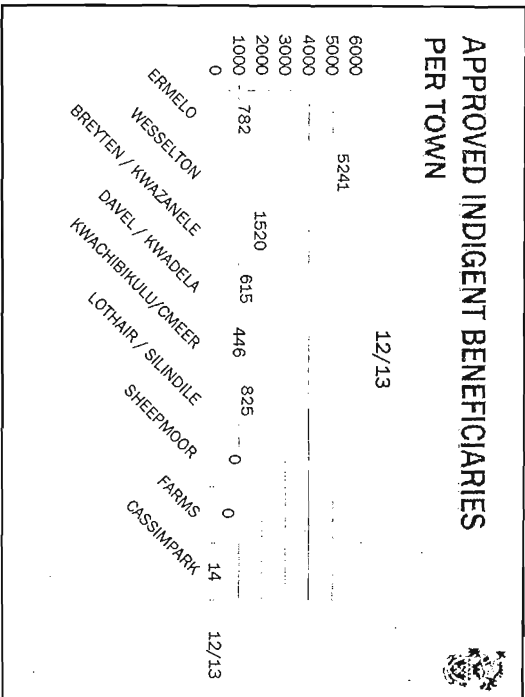 APPROVED INDIGENT BENEFICIARIES
PER TOWN
12/13
6000
5000
4000
3000
2000
1000
0
782
5241
1520
615
446
825
0
0
14
ERMELO
WESSELTON
BREYTEN / KWAZANELE
DAVEL / KWADELA
KWACHIBIKULU/CMEER
LOTHAIR / SILINDILE
SHEEPMOOR
FARMS
CASSIMPARK
12/13